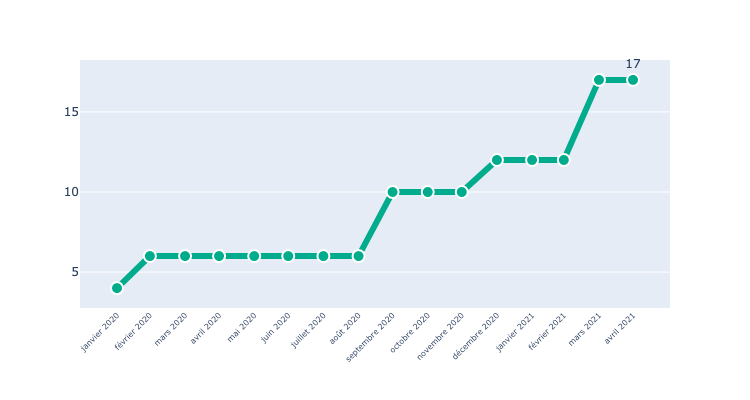 17
15
10
5
janvier 2020
février 2020
mars 2020
avril 2020
mai 2020
juin 2020
juillet 2020
août 2020
septembre 2020
octobre 2020
novembre 2020
décembre 2020
janvier 2021
février 2021
mars 2021
avril 2021